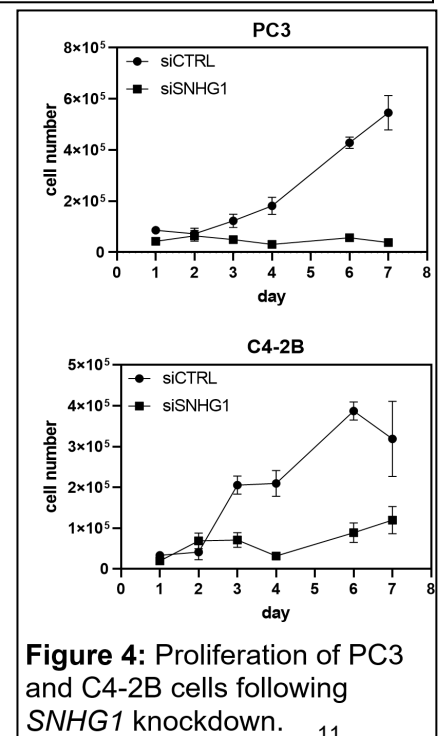 PC3
8×10⁵
siCTRL
siSNHG1
6×10⁵
4×10⁵
2×10⁵
0
cell number
0 1 2 3 4 5 6 7 8
day
C4-2B
5×10⁵
siCTRL
4×10⁵
siSNHG1
3×10⁵
2×10⁵
1×10⁵
0
cell number
0 1 2 3 4 5 6 7 8
day
Figure 4: Proliferation of PC3
and C4-2B cells following
SNHG1 knockdown. 11